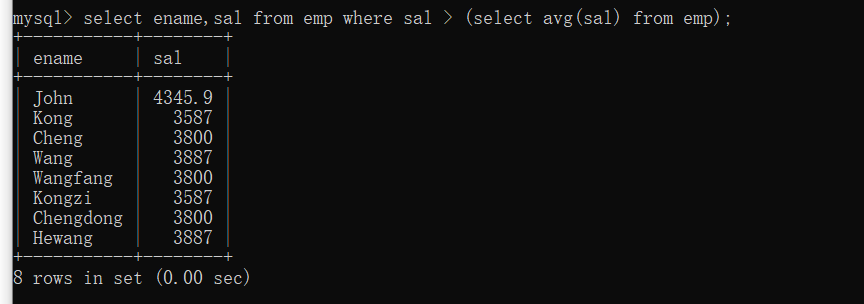 mysql> select ename,sal from emp where sal > (select avg(sal) from emp);
+-----------+--------+
| ename     | sal    |
+-----------+--------+
| John      | 4345.9 |
| Kong      |   3587 |
| Cheng     |   3800 |
| Wang      |   3887 |
| Wangfang  |   3800 |
| Kongzi    |   3587 |
| Chengdong |   3800 |
| Hewang    |   3887 |
+-----------+--------+
8 rows in set (0.00 sec)